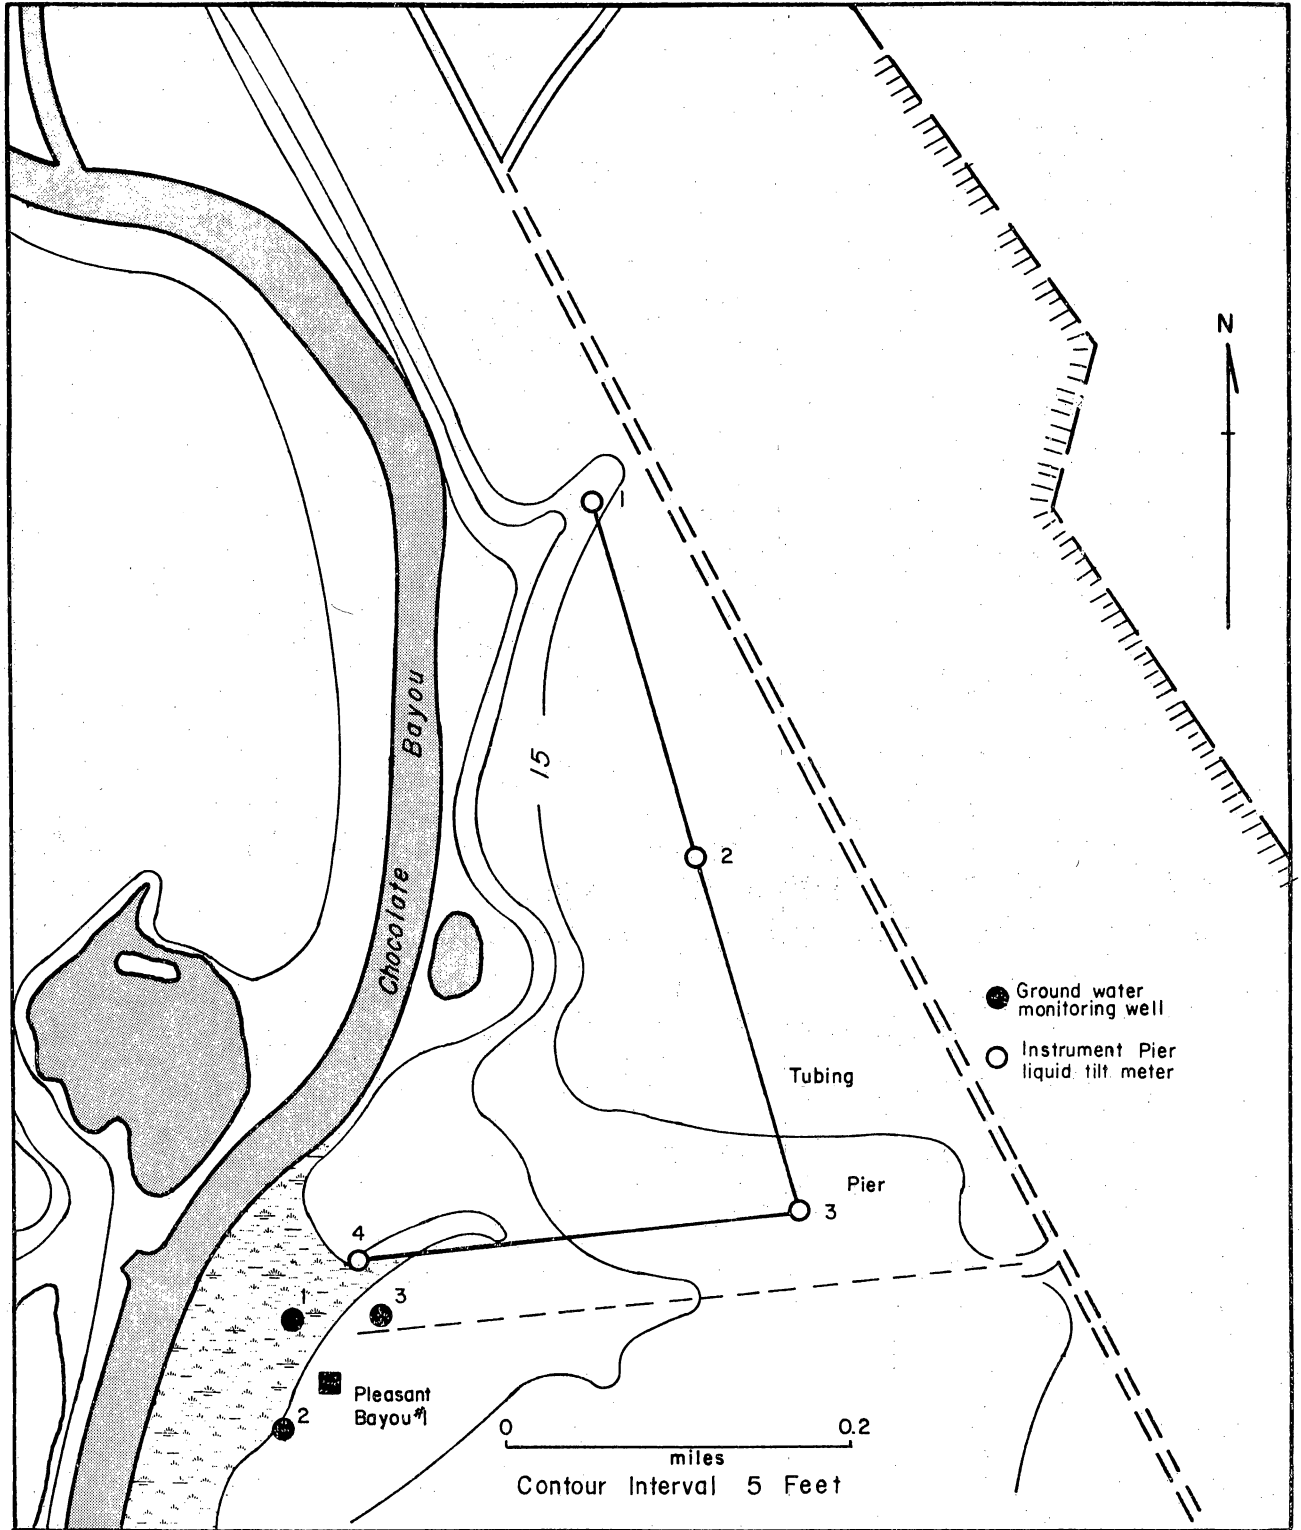 N
1
Chocolate Bayou
15
2
Ground water
monitoring well
Instrument Pier
liquid tilt meter
Tubing
Pier
3
4
1
3
2
Pleasant
Bayou #1
0 0.2
miles
Contour Interval 5 Feet